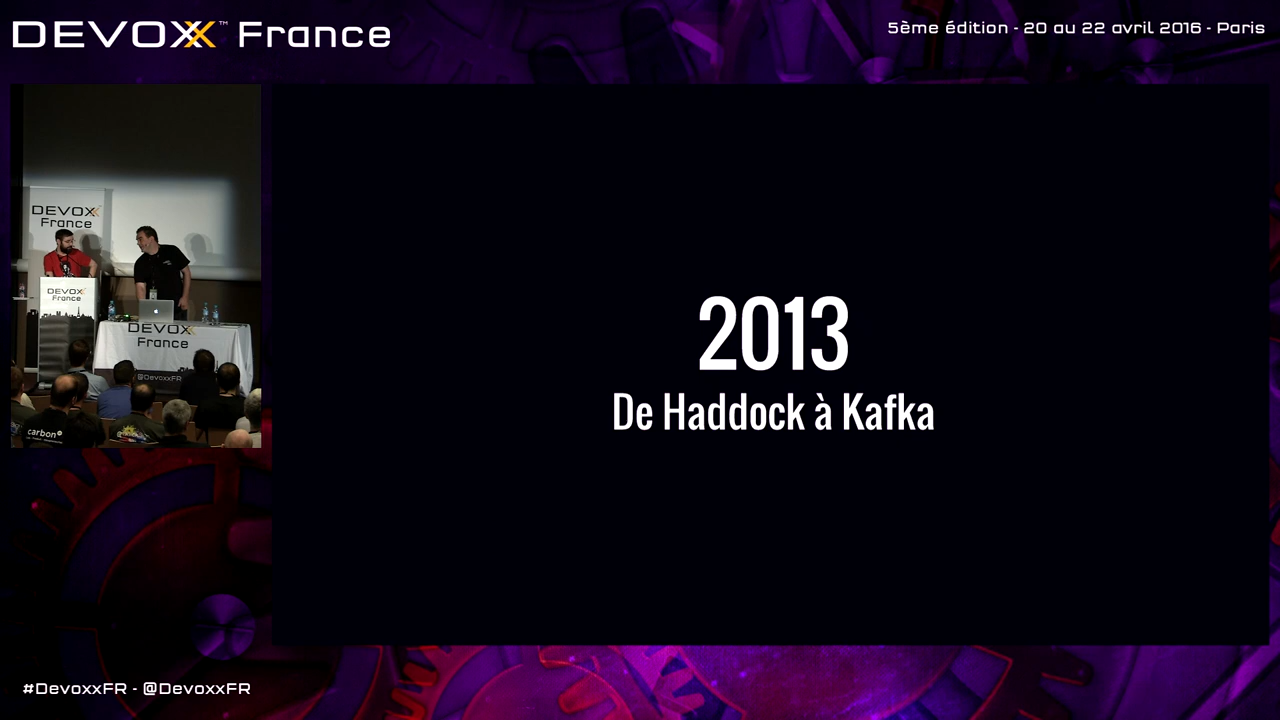 DEVOXX™ France
5ème édition - 20 au 22 avril 2016 - Paris
DEVOXX
France
DEVOXX
France
DEVOXX
France
@DevoxxFR
carbon
2013
De Haddock à Kafka
#DevoxxFR - @DevoxxFR